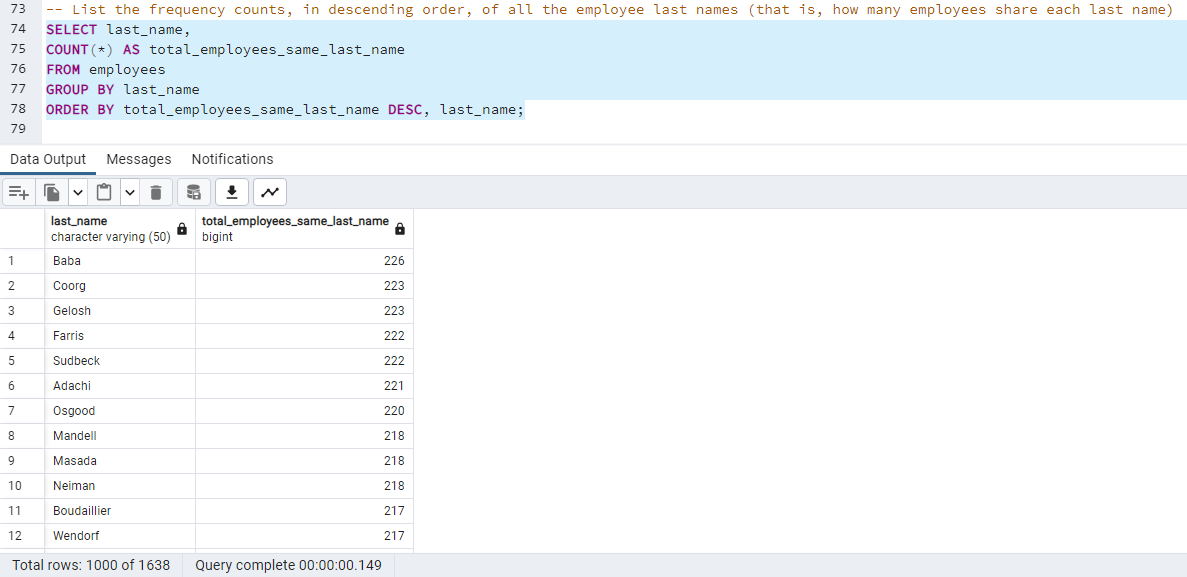 73 -- List the frequency counts, in descending order, of all the employee last names (that is, how many employees share each last name)
74 SELECT last_name,
75 COUNT(*) AS total_employees_same_last_name
76 FROM employees
77 GROUP BY last_name
78 ORDER BY total_employees_same_last_name DESC, last_name;
79
Data Output Messages Notifications
last_name total_employees_same_last_name
character varying (50) bigint
1 Baba 226
2 Coorg 223
3 Gelosh 223
4 Farris 222
5 Sudbeck 222
6 Adachi 221
7 Osgood 220
8 Mandell 218
9 Masada 218
10 Neiman 218
11 Boudaillier 217
12 Wendorf 217
Total rows: 1000 of 1638 Query complete 00:00:00.149